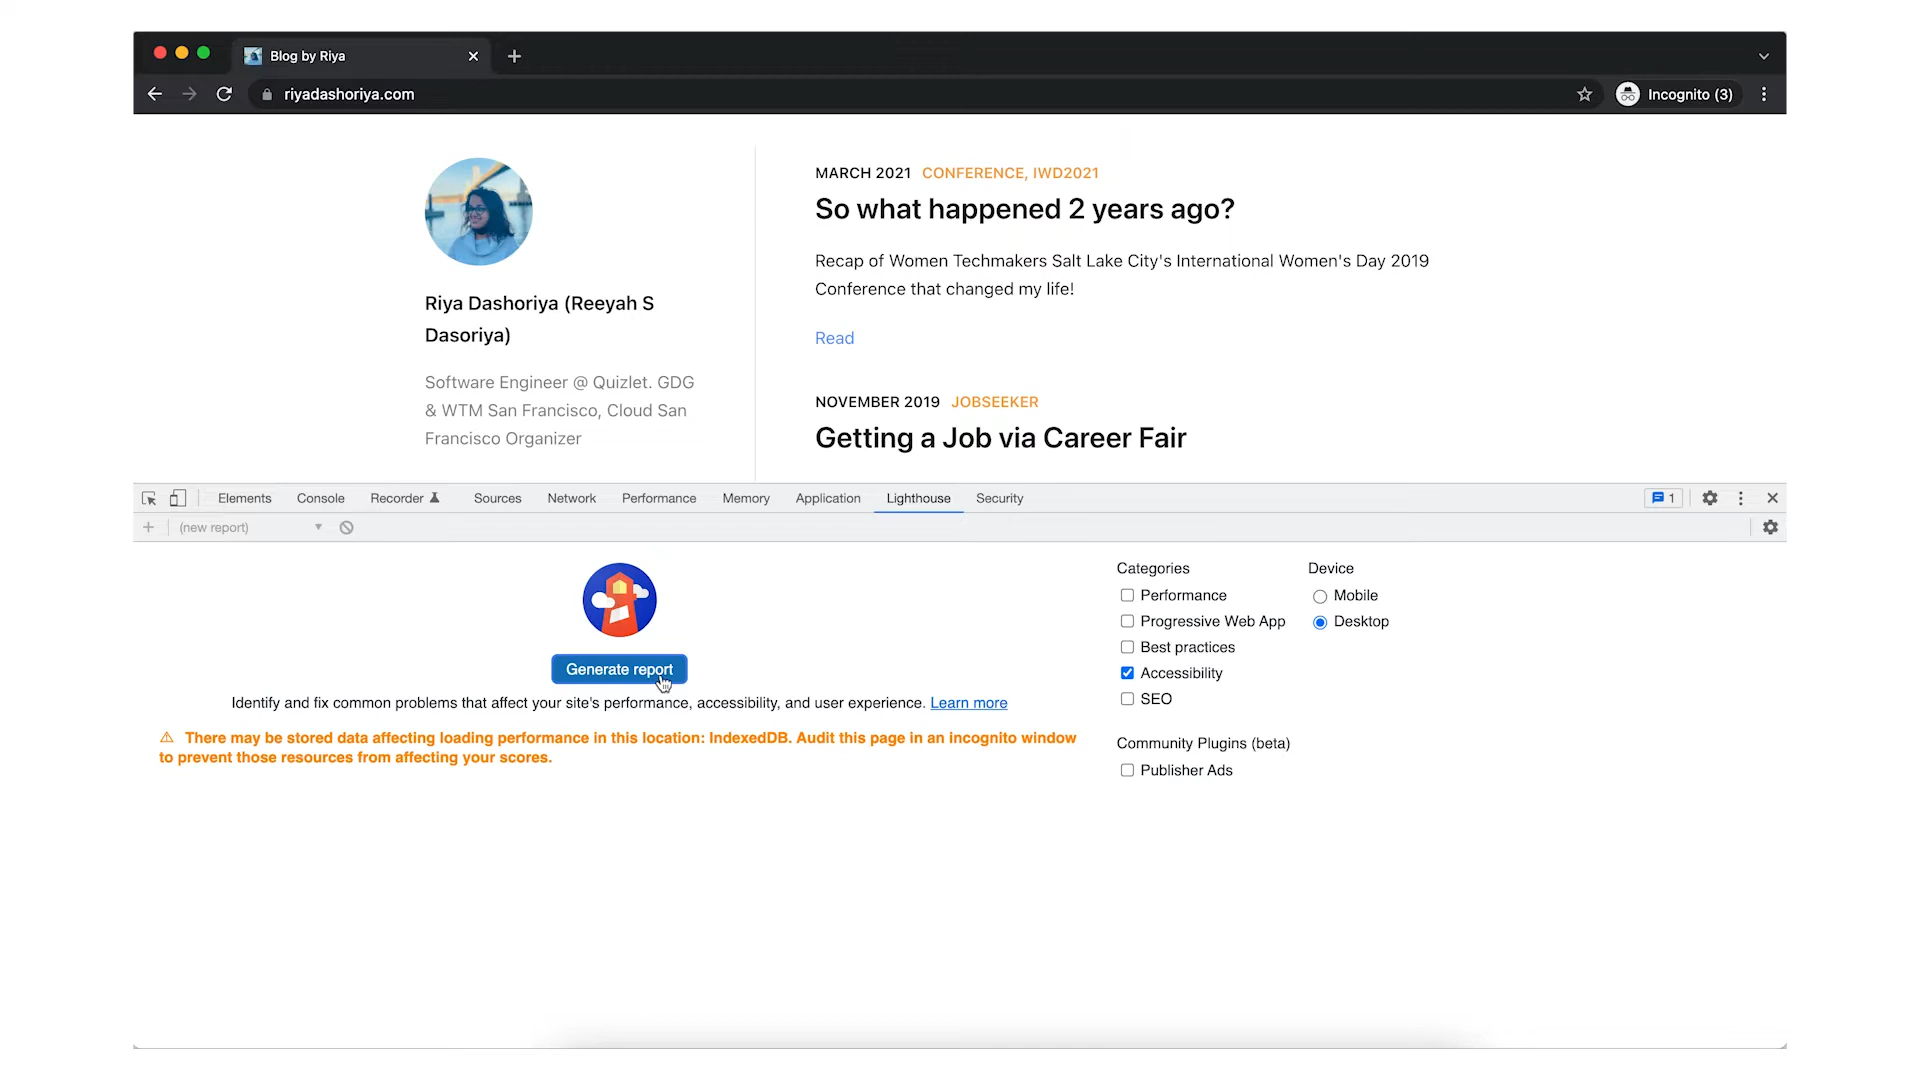 Blog by Riya
riyadashoriya.com
Incognito (3)
Riya Dashoriya (Reeyah S
Dasoriya)
Software Engineer @ Quizlet. GDG
& WTM San Francisco, Cloud San
Francisco Organizer
MARCH 2021 CONFERENCE, IWD2021
So what happened 2 years ago?
Recap of Women Techmakers Salt Lake City's International Women's Day 2019
Conference that changed my life!
Read
NOVEMBER 2019 JOBSEEKER
Getting a Job via Career Fair
Elements Console Recorder Sources Network Performance Memory Application Lighthouse Security 1
(new report)
Generate report
Identify and fix common problems that affect your site's performance, accessibility, and user experience. Learn more
There may be stored data affecting loading performance in this location: IndexedDB. Audit this page in an incognito window
to prevent those resources from affecting your scores.
Categories
Performance
Progressive Web App
Best practices
Accessibility
SEO
Community Plugins (beta)
Publisher Ads
Device
Mobile
Desktop